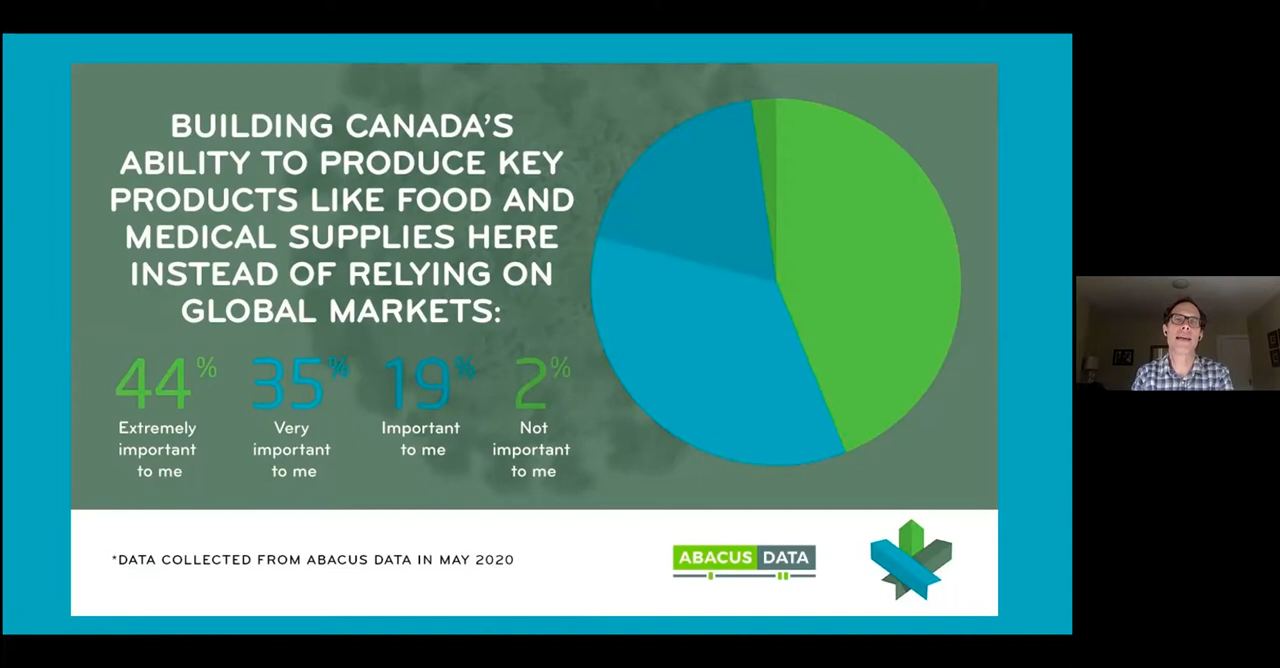 BUILDING CANADA'S
ABILITY TO PRODUCE KEY
PRODUCTS LIKE FOOD AND
MEDICAL SUPPLIES HERE
INSTEAD OF RELYING ON
GLOBAL MARKETS:
44%
Extremely
important
to me
35%
Very
important
to me
19%
Important
to me
2%
Not
important
to me
*DATA COLLECTED FROM ABACUS DATA IN MAY 2020
ABACUS DATA